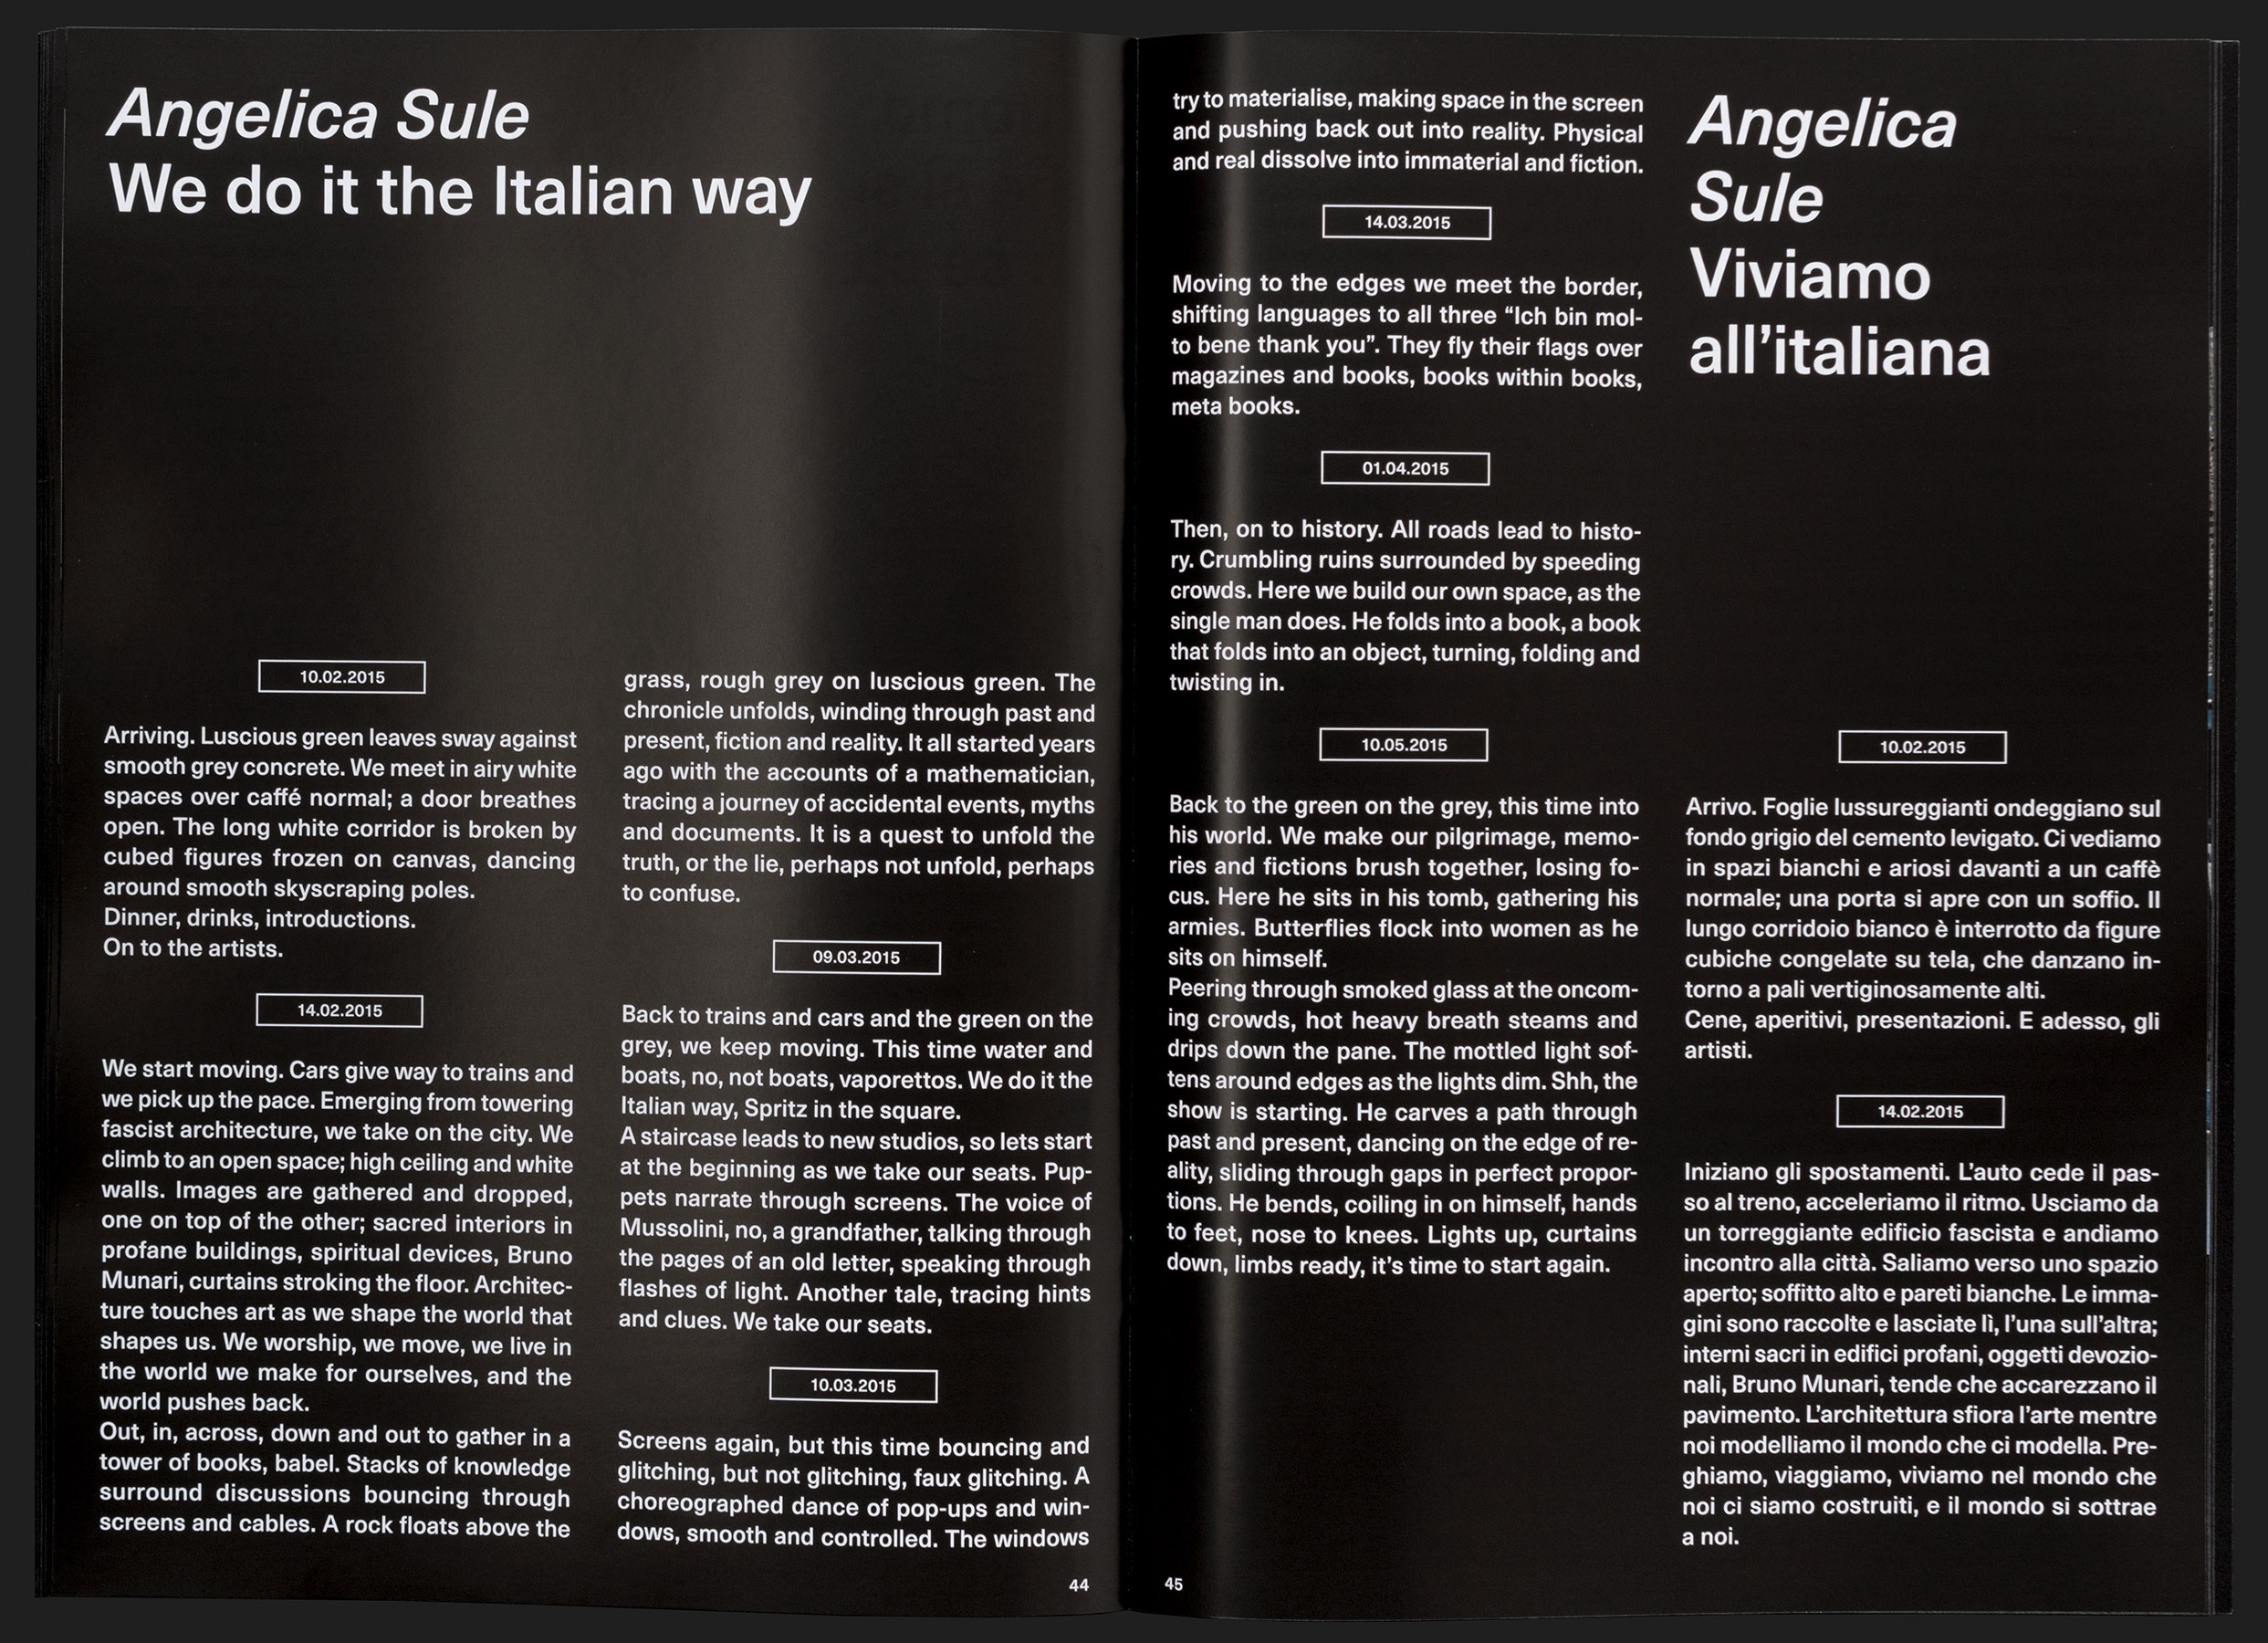 Angelica Sule
We do it the Italian way
10.02.2015
Arriving. Luscious green leaves sway against
smooth grey concrete. We meet in airy white
spaces over caffé normal; a door breathes
open. The long white corridor is broken by
cubed figures frozen on canvas, dancing
around smooth skyscraping poles.
Dinner, drinks, introductions.
On to the artists.
14.02.2015
We start moving. Cars give way to trains and
we pick up the pace. Emerging from towering
fascist architecture, we take on the city. We
climb to an open space; high ceiling and white
walls. Images are gathered and dropped,
one on top of the other; sacred interiors in
profane buildings, spiritual devices, Bruno
Munari, curtains stroking the floor. Architec-
ture touches art as we shape the world that
shapes us. We worship, we move, we live in
the world we make for ourselves, and the
world pushes back.
Out, in, across, down and out to gather in a
tower of books, babel. Stacks of knowledge
surround discussions bouncing through
screens and cables. A rock floats above the
grass, rough grey on luscious green. The
chronicle unfolds, winding through past and
present, fiction and reality. It all started years
ago with the accounts of a mathematician,
tracing a journey of accidental events, myths
and documents. It is a quest to unfold the
truth, or the lie, perhaps not unfold, perhaps
to confuse.
09.03.2015
Back to trains and cars and the green on the
grey, we keep moving. This time water and
boats, no, not boats, vaporettos. We do it the
Italian way, Spritz in the square.
A staircase leads to new studios, so lets start
at the beginning as we take our seats. Pup-
pets narrate through screens. The voice of
Mussolini, no, a grandfather, talking through
the pages of an old letter, speaking through
flashes of light. Another tale, tracing hints
and clues. We take our seats.
10.03.2015
Screens again, but this time bouncing and
glitching, but not glitching, faux glitching. A
choreographed dance of pop-ups and win-
dows, smooth and controlled. The windows
44
try to materialise, making space in the screen
and pushing back out into reality. Physical
and real dissolve into immaterial and fiction.
14.03.2015
Moving to the edges we meet the border,
shifting languages to all three “Ich bin mol-
to bene thank you”. They fly their flags over
magazines and books, books within books,
meta books.
01.04.2015
Then, on to history. All roads lead to histo-
ry. Crumbling ruins surrounded by speeding
crowds. Here we build our own space, as the
single man does. He folds into a book, a book
that folds into an object, turning, folding and
twisting in.
10.05.2015
Back to the green on the grey, this time into
his world. We make our pilgrimage, memo-
ries and fictions brush together, losing fo-
cus. Here he sits in his tomb, gathering his
armies. Butterflies flock into women as he
sits on himself.
Peering through smoked glass at the oncom-
ing crowds, hot heavy breath steams and
drips down the pane. The mottled light sof-
tens around edges as the lights dim. Shh, the
show is starting. He carves a path through
past and present, dancing on the edge of re-
ality, sliding through gaps in perfect propor-
tions. He bends, coiling in on himself, hands
to feet, nose to knees. Lights up, curtains
down, limbs ready, it’s time to start again.
45
Angelica
Sule
Viviamo
all’italiana
10.02.2015
Arrivo. Foglie lussureggianti ondeggiano sul
fondo grigio del cemento levigato. Ci vediamo
in spazi bianchi e ariosi davanti a un caffè
normale; una porta si apre con un soffio. Il
lungo corridoio bianco è interrotto da figure
cubiche congelate su tela, che danzano in-
torno a pali vertiginosamente alti.
Cene, aperitivi, presentazioni. E adesso, gli
artisti.
14.02.2015
Iniziano gli spostamenti. L’auto cede il pas-
so al treno, acceleriamo il ritmo. Usciamo da
un torreggiante edificio fascista e andiamo
incontro alla città. Saliamo verso uno spazio
aperto; soffitto alto e pareti bianche. Le imma-
gini sono raccolte e lasciate lì, l’una sull’altra;
interni sacri in edifici profani, oggetti devozio-
nali, Bruno Munari, tende che accarezzano il
pavimento. L’architettura sfiora l’arte mentre
noi modelliamo il mondo che ci modella. Pre-
ghiamo, viaggiamo, viviamo nel mondo che
noi ci siamo costruiti, e il mondo si sottrae
a noi.